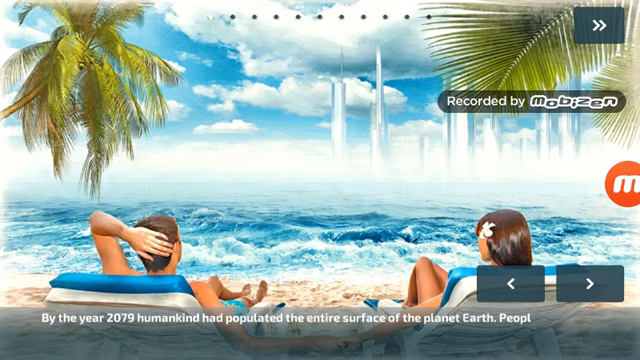 Recorded by mobizen
By the year 2079 humankind had populated the entire surface of the planet Earth. Peopl